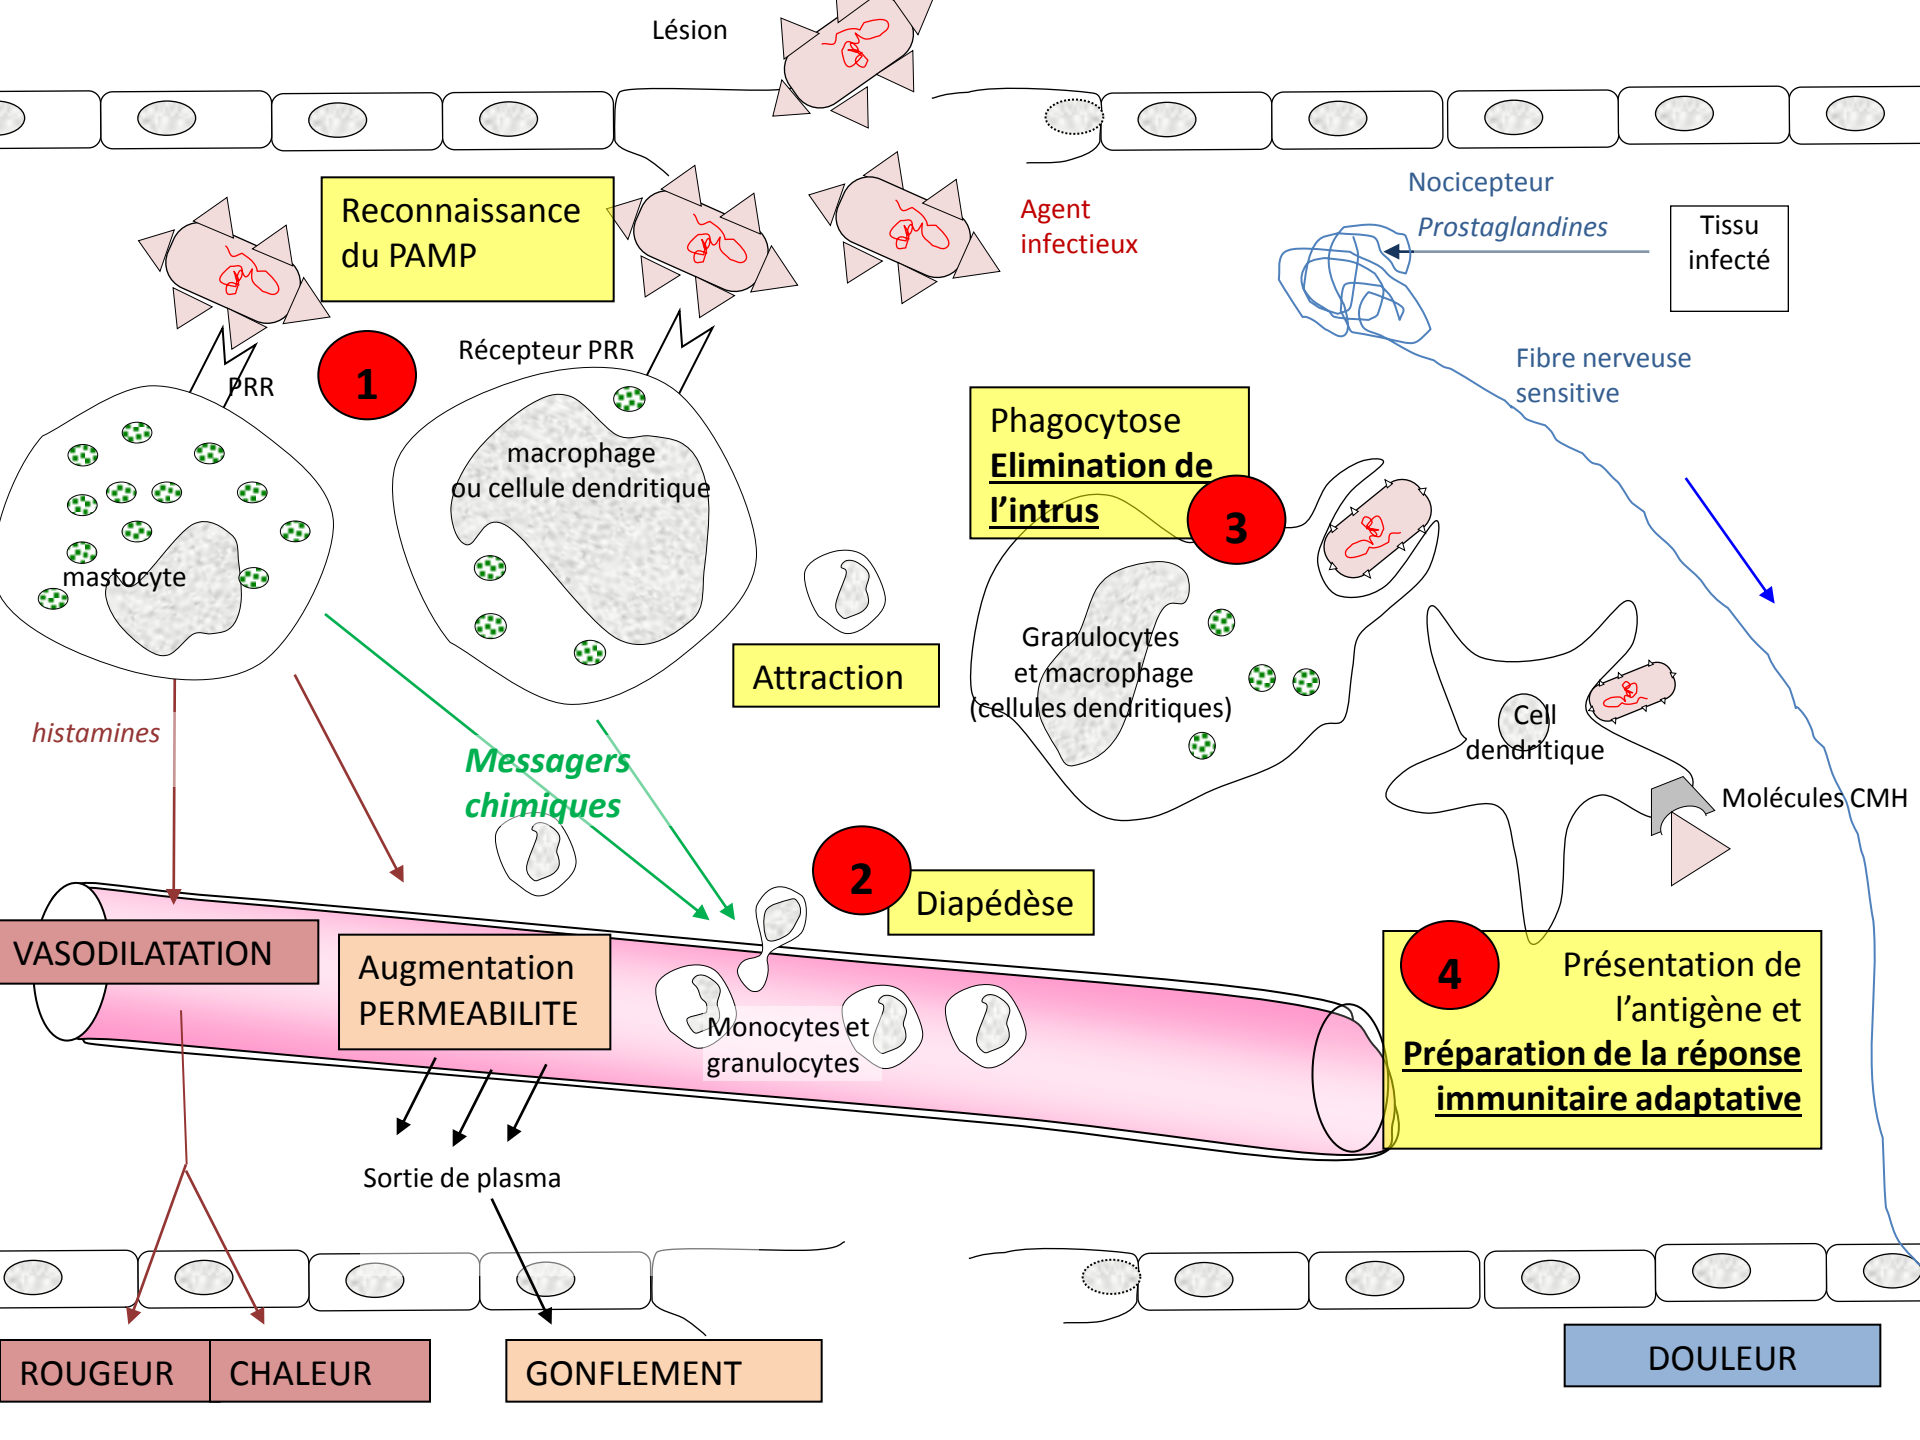 Lésion
Reconnaissance
du PAMP
Agent
infectieux
Nocicepteur
Prostaglandines
Tissu
infecté
Fibre nerveuse
sensitive
1
Récepteur PRR
PRR
macrophage
ou cellule dendritique
mastocyte
Phagocytose
Elimination de
l’intrus
3
Attraction
Granulocytes
et macrophage
(cellules dendritiques)
Cell
dendritique
Molécules CMH
histamines
Messagers
chimiques
2
Diapédèse
VASODILATATION
Augmentation
PERMEABILITE
Monocytes et
granulocytes
4
Présentation de
l’antigène et
Préparation de la réponse
immunitaire adaptative
Sortie de plasma
ROUGEUR
CHALEUR
GONFLEMENT
DOULEUR